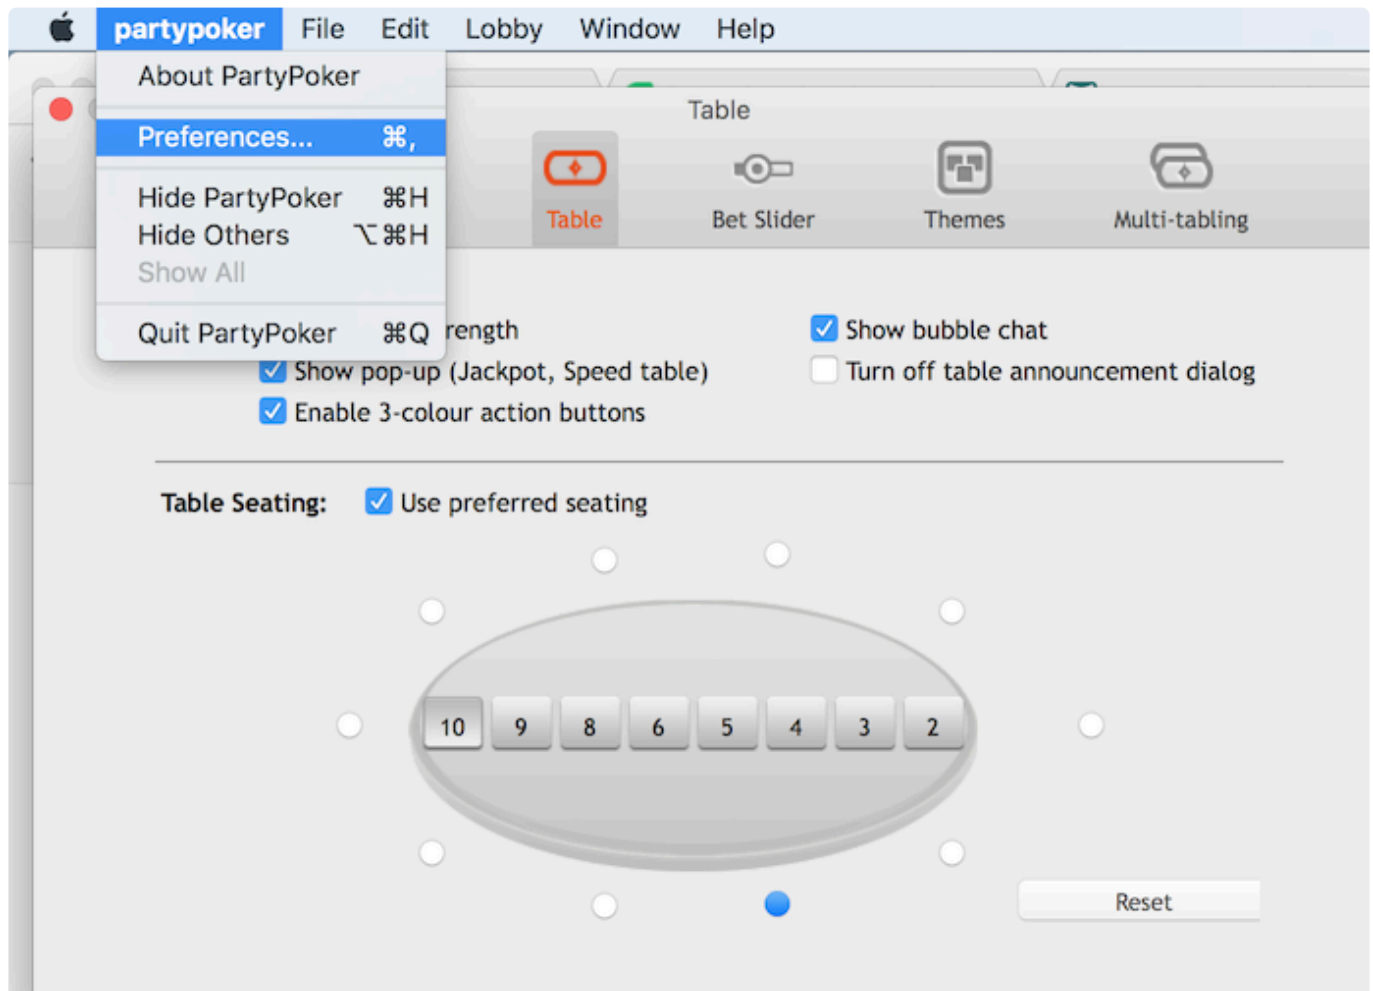 partypoker File Edit Lobby Window Help
About PartyPoker
Table
Preferences... ⌘,
Hide PartyPoker ⌘H
Hide Others ⌥⌘H
Show All
Quit PartyPoker ⌘Q
Table Bet Slider Themes Multi-tabling
Show bubble chat
Show pop-up (Jackpot, Speed table) Turn off table announcement dialog
Enable 3-colour action buttons
Table Seating: Use preferred seating
10 9 8 6 5 4 3 2
Reset